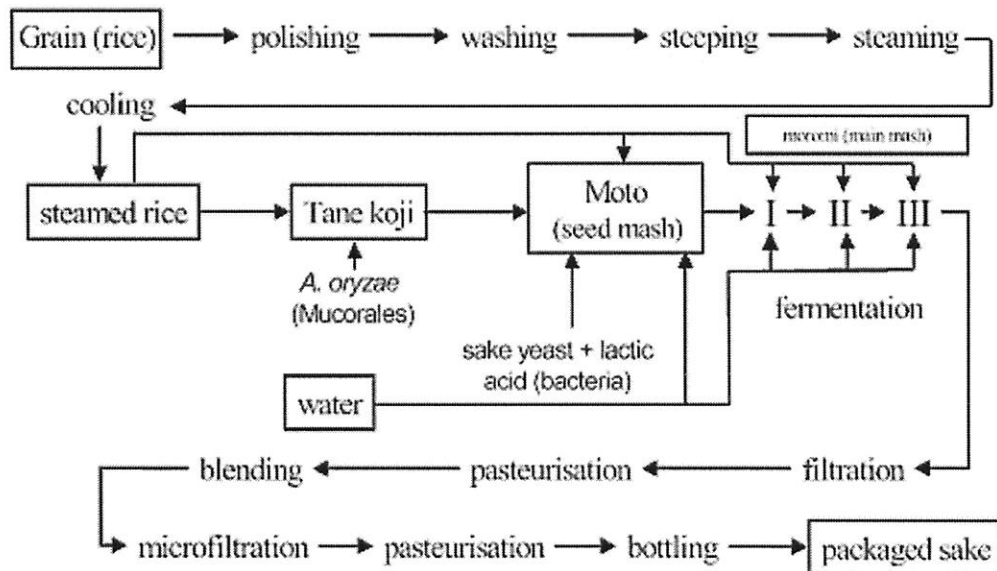 Grain (rice) polishing washing steeping steaming
cooling
moromi (main mash)
steamed rice Tane koji Moto
(seed mash) I II III
A. oryzae
(Mucorales)
fermentation
sake yeast + lactic
acid (bacteria)
water
blending pasteurisation filtration
microfiltration pasteurisation bottling packaged sake